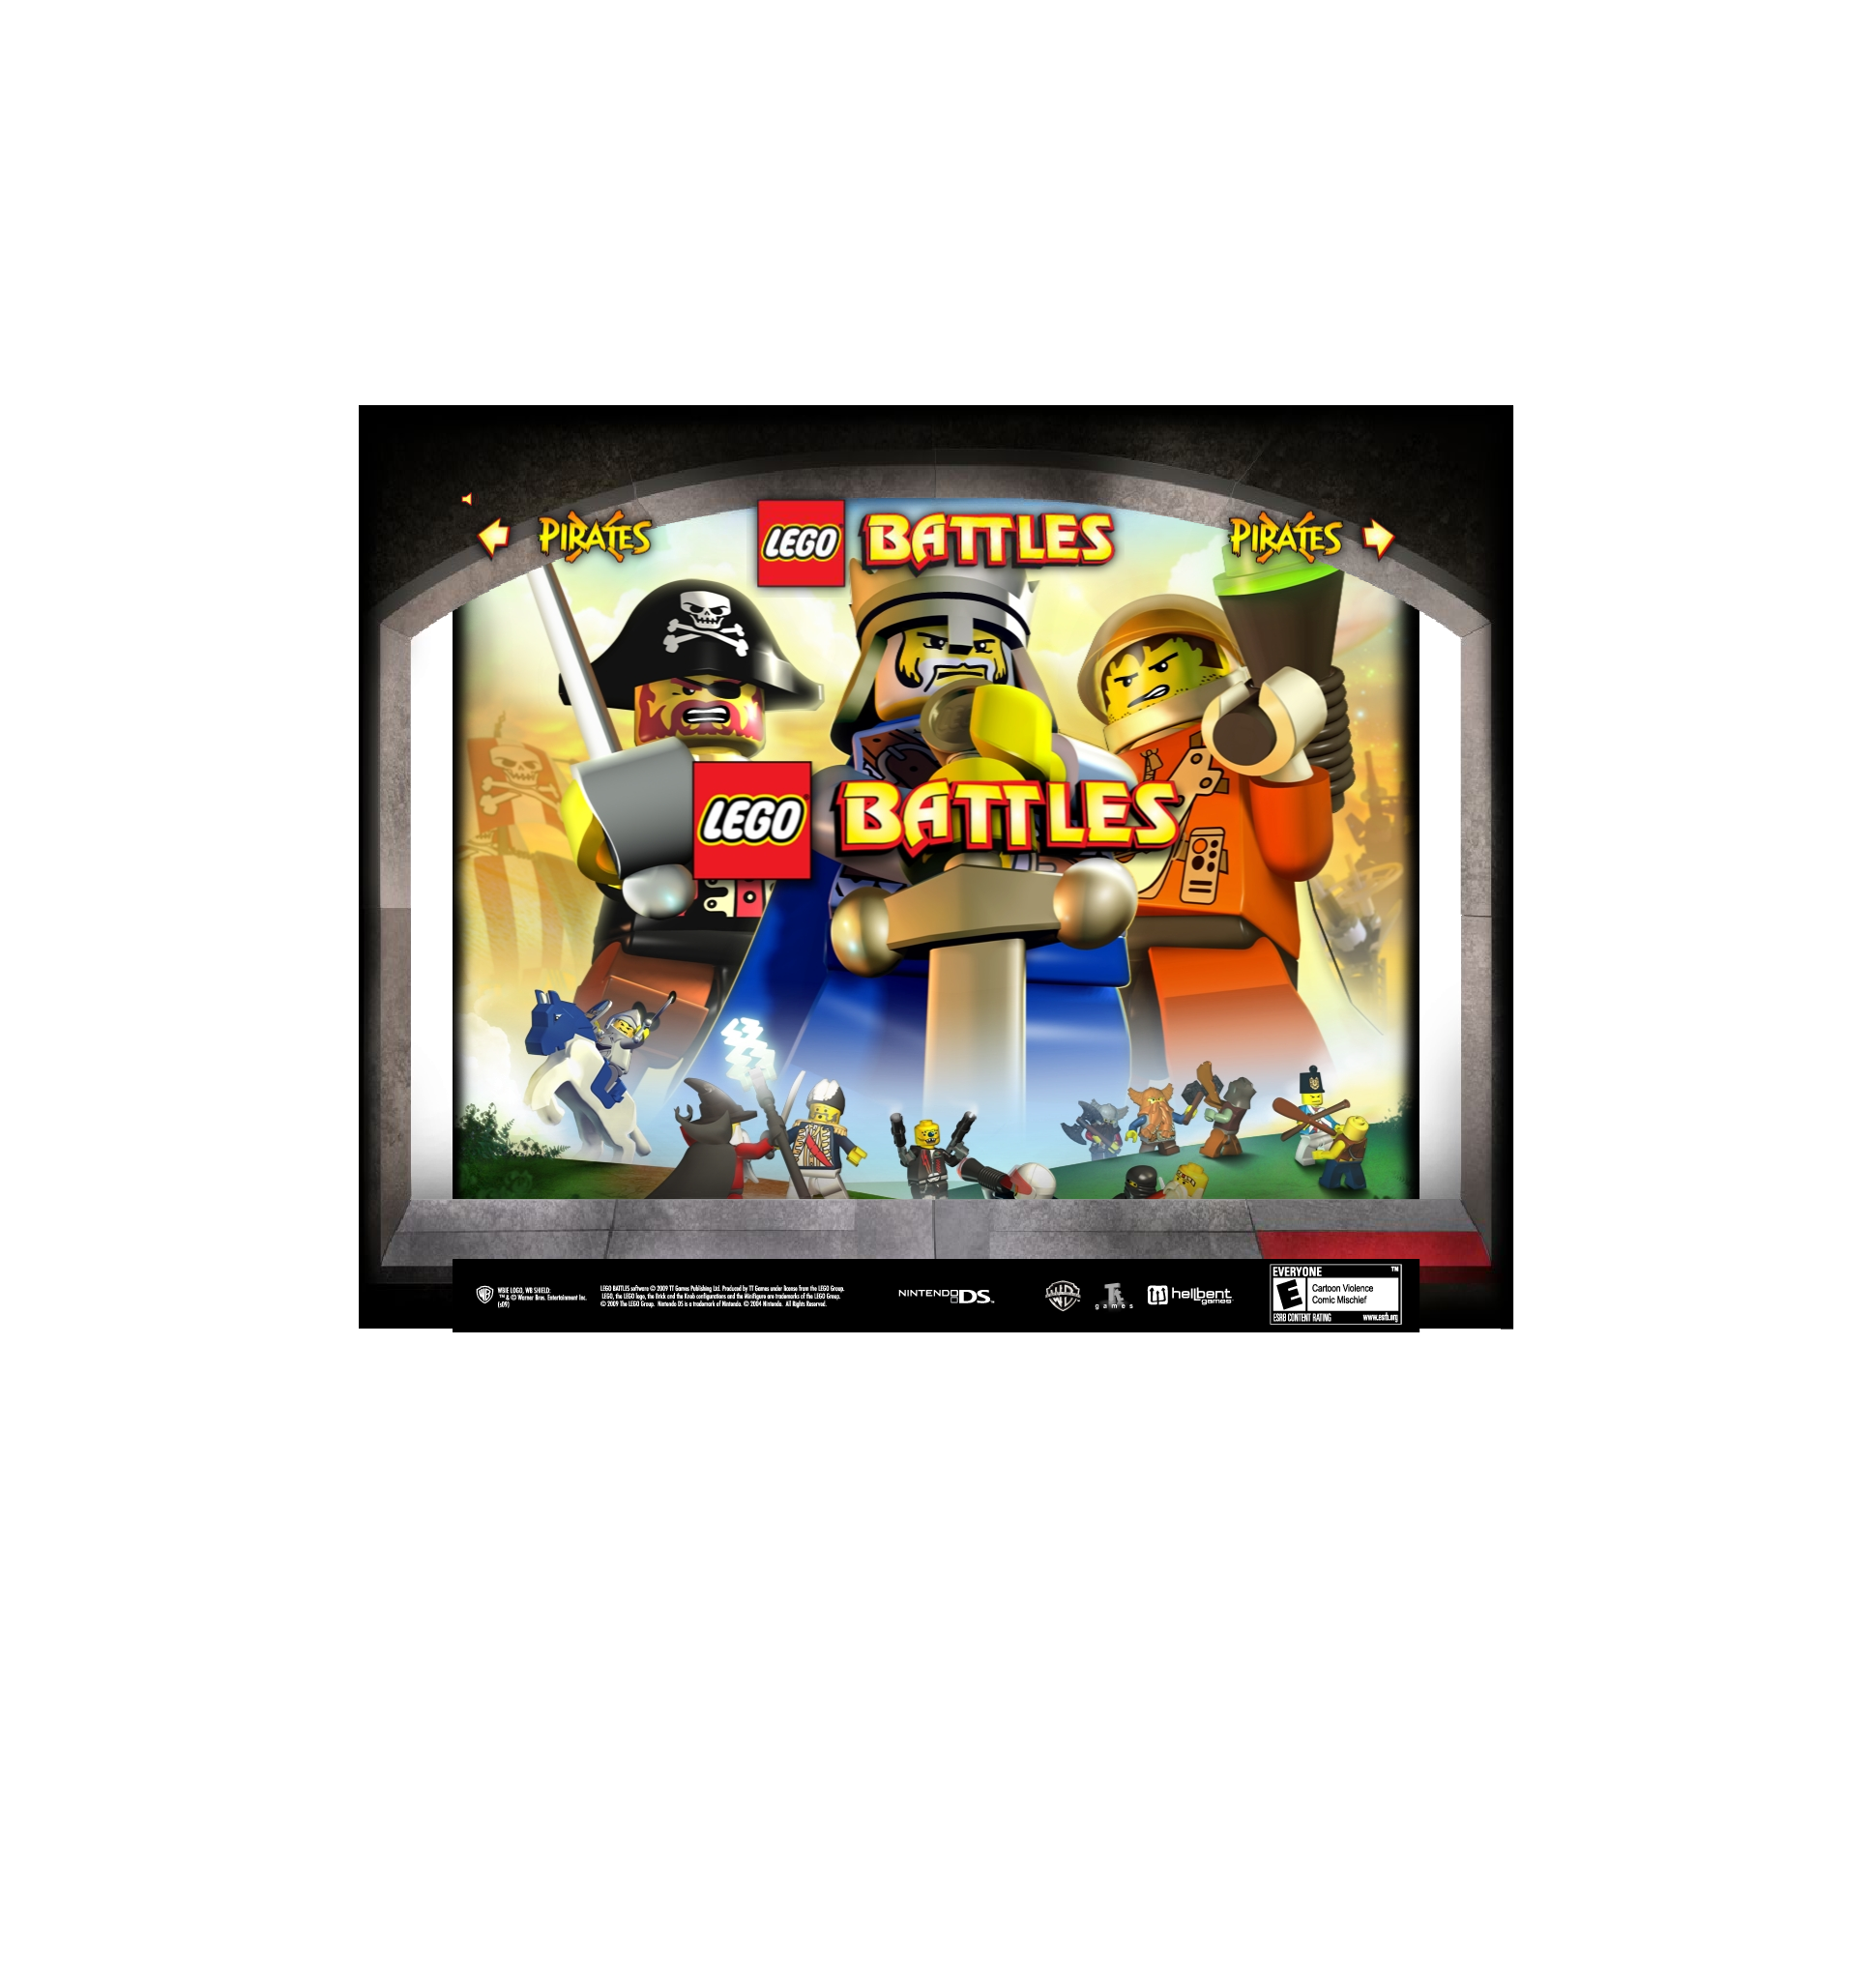 PIRATES
LEGO BATTLES
PIRATES
LEGO BATTLES
WBIE LOGO, WB SHIELD:
™ & © Warner Bros. Entertainment Inc.
(s09)
LEGO BATTLES software © 2009 TT Games Publishing Ltd. Produced by TT Games under license from the LEGO Group.
LEGO, the LEGO logo, the Brick and the Knob configurations and the Minifigure are trademarks of the LEGO Group.
© 2009 The LEGO Group. Nintendo DS is a trademark of Nintendo. © 2004 Nintendo. All Rights Reserved.
NINTENDO DS™
games
hellbent
games
EVERYONE ™
E
Cartoon Violence
Comic Mischief
ESRB CONTENT RATING www.esrb.org